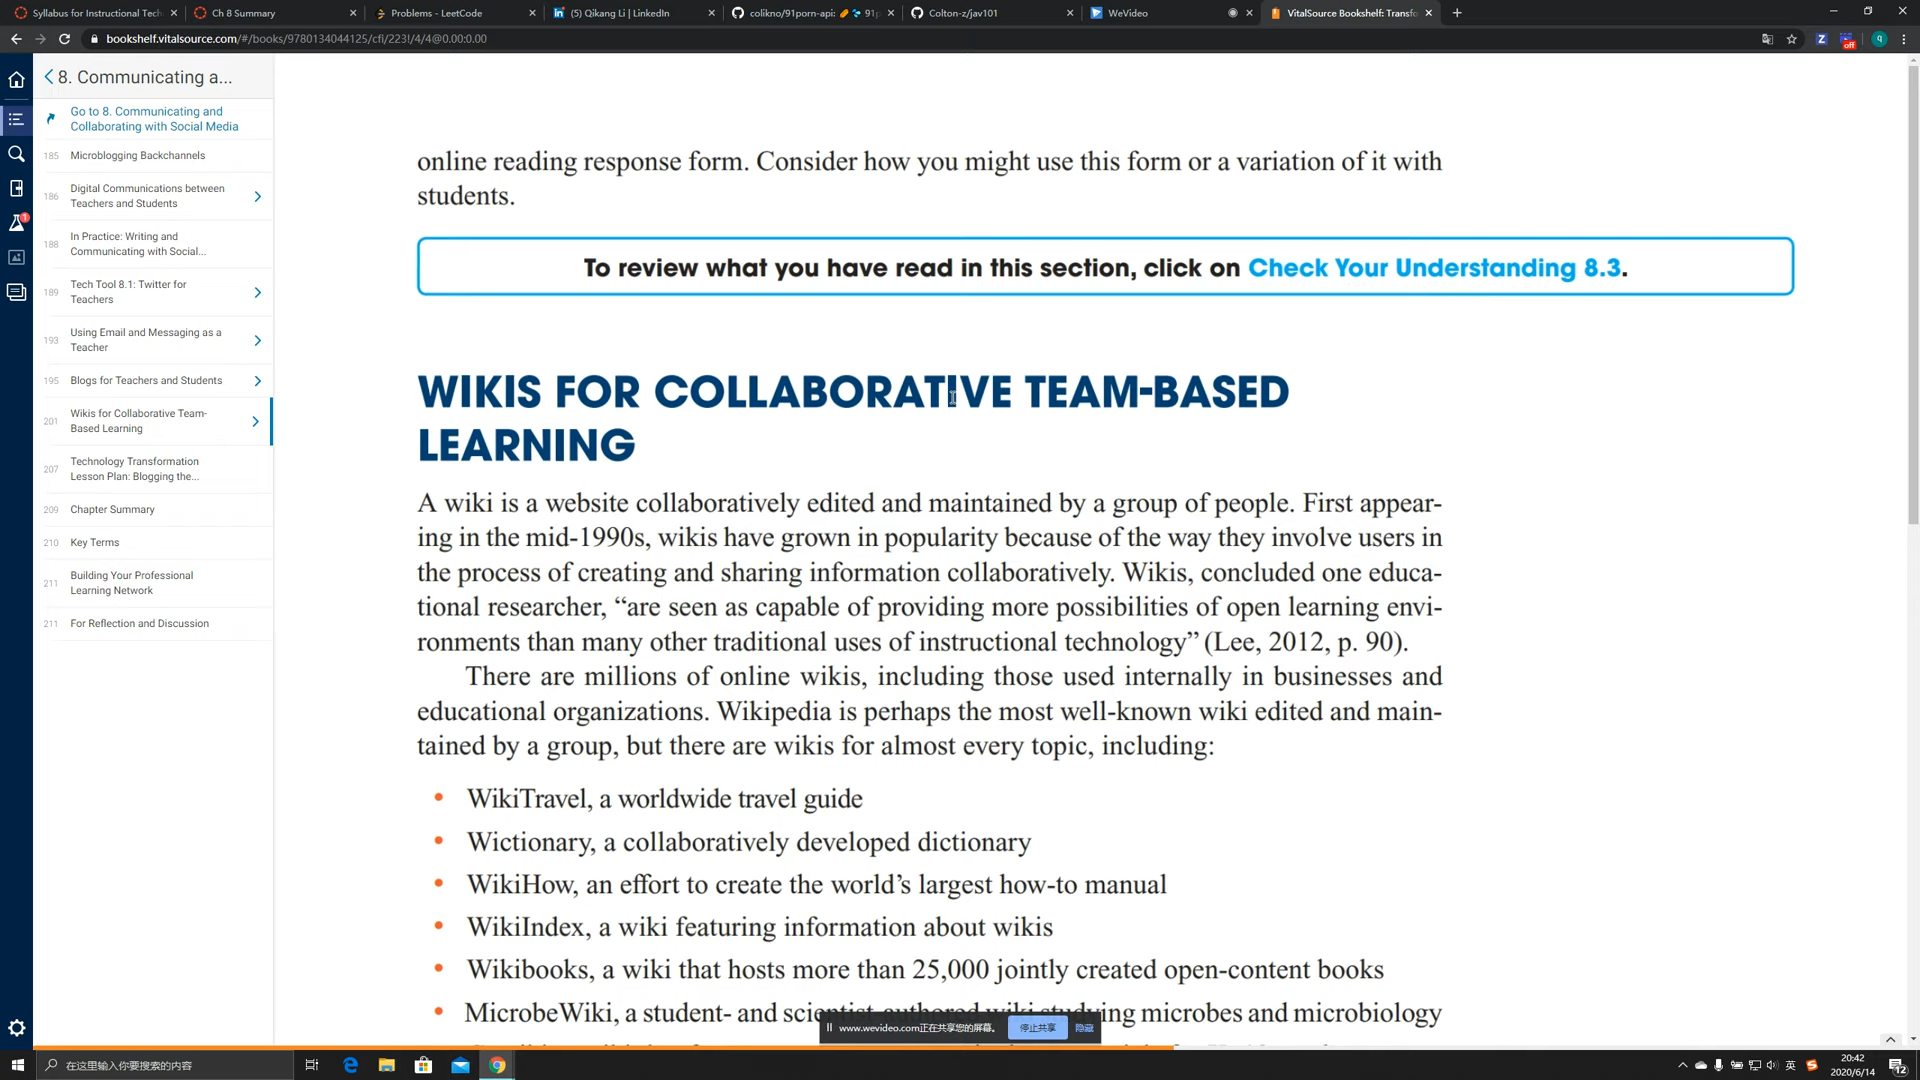 Syllabus for Instructional Tech
Ch 8 Summary
Problems - LeetCode
(5) Qikang Li | LinkedIn
colikno/91porn-api: 91p
Colton-z/jav101
WeVideo
VitalSource Bookshelf: Transfo
bookshelf.vitalsource.com/#/books/9780134044125/cfi/223!/4/4@0.00:0.00
off
q
8. Communicating a...
Go to 8. Communicating and
Collaborating with Social Media
185 Microblogging Backchannels
186 Digital Communications between
Teachers and Students
188 In Practice: Writing and
Communicating with Social...
189 Tech Tool 8.1: Twitter for
Teachers
193 Using Email and Messaging as a
Teacher
195 Blogs for Teachers and Students
201 Wikis for Collaborative Team-
Based Learning
207 Technology Transformation
Lesson Plan: Blogging the...
209 Chapter Summary
210 Key Terms
211 Building Your Professional
Learning Network
211 For Reflection and Discussion
1
online reading response form. Consider how you might use this form or a variation of it with
students.
To review what you have read in this section, click on Check Your Understanding 8.3.
WIKIS FOR COLLABORATIVE TEAM-BASED
LEARNING
A wiki is a website collaboratively edited and maintained by a group of people. First appear-
ing in the mid-1990s, wikis have grown in popularity because of the way they involve users in
the process of creating and sharing information collaboratively. Wikis, concluded one educa-
tional researcher, “are seen as capable of providing more possibilities of open learning envi-
ronments than many other traditional uses of instructional technology” (Lee, 2012, p. 90).
There are millions of online wikis, including those used internally in businesses and
educational organizations. Wikipedia is perhaps the most well-known wiki edited and main-
tained by a group, but there are wikis for almost every topic, including:
• WikiTravel, a worldwide travel guide
• Wictionary, a collaboratively developed dictionary
• WikiHow, an effort to create the world’s largest how-to manual
• WikiIndex, a wiki featuring information about wikis
• Wikibooks, a wiki that hosts more than 25,000 jointly created open-content books
• MicrobeWiki, a student- and scientist-authored wiki studying microbes and microbiology
www.wevideo.com正在共享您的屏幕。
停止共享
隐藏
在这里输入你要搜索的内容
英
20:42
2020/6/14
12